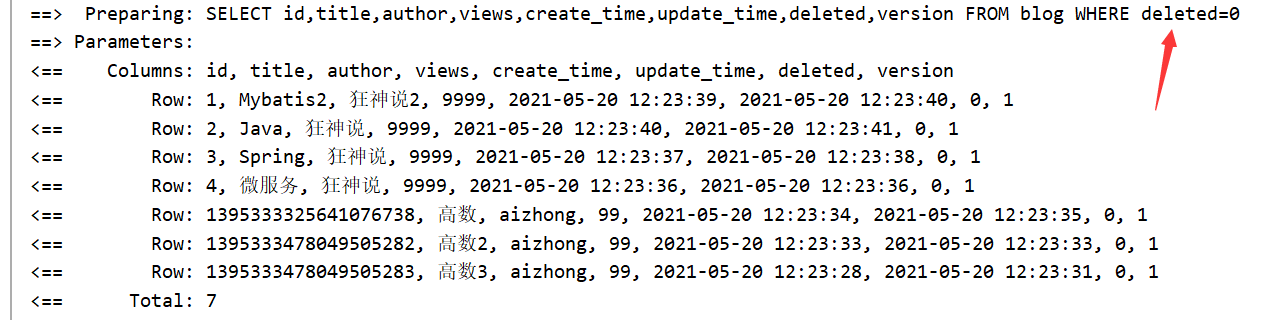 ==>  Preparing: SELECT id,title,author,views,create_time,update_time,deleted,version FROM blog WHERE deleted=0
==> Parameters:
<==    Columns: id, title, author, views, create_time, update_time, deleted, version
<==        Row: 1, Mybatis2, 狂神说2, 9999, 2021-05-20 12:23:39, 2021-05-20 12:23:40, 0, 1
<==        Row: 2, Java, 狂神说, 9999, 2021-05-20 12:23:40, 2021-05-20 12:23:41, 0, 1
<==        Row: 3, Spring, 狂神说, 9999, 2021-05-20 12:23:37, 2021-05-20 12:23:38, 0, 1
<==        Row: 4, 微服务, 狂神说, 9999, 2021-05-20 12:23:36, 2021-05-20 12:23:36, 0, 1
<==        Row: 1395333325641076738, 高数, aizhong, 99, 2021-05-20 12:23:34, 2021-05-20 12:23:35, 0, 1
<==        Row: 1395333478049505282, 高数2, aizhong, 99, 2021-05-20 12:23:33, 2021-05-20 12:23:33, 0, 1
<==        Row: 1395333478049505283, 高数3, aizhong, 99, 2021-05-20 12:23:28, 2021-05-20 12:23:31, 0, 1
<==      Total: 7